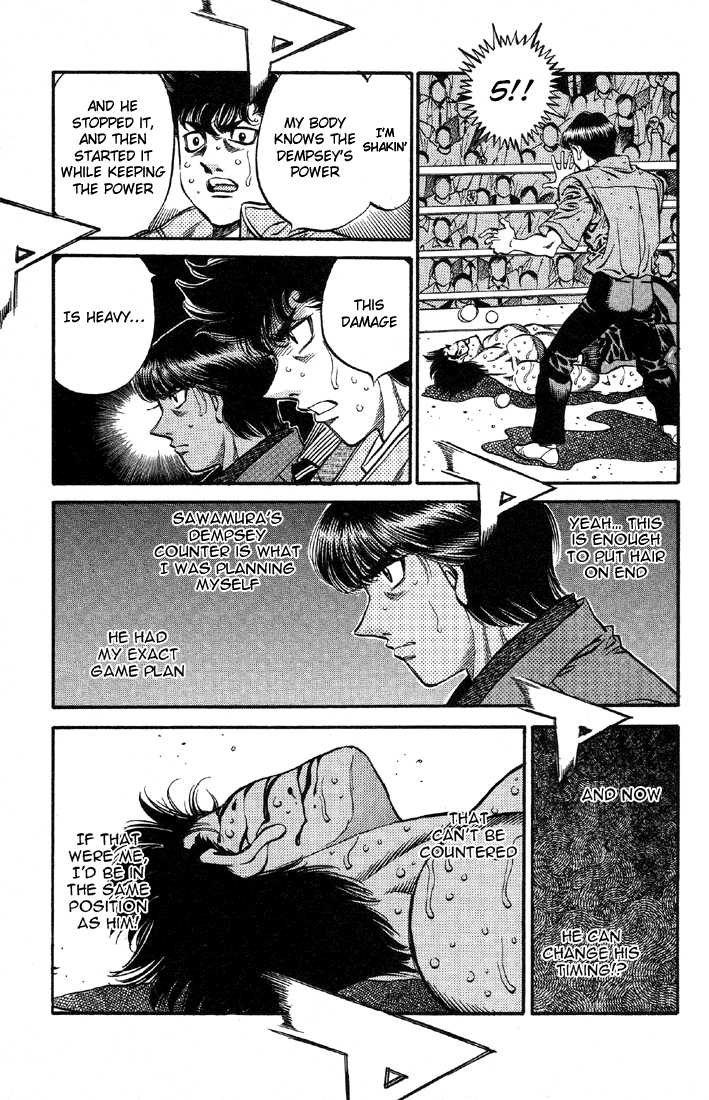 5!!
I'M
SHAKIN'
MY BODY
KNOWS THE
DEMPSEY'S
POWER
AND HE
STOPPED IT,
AND THEN
STARTED IT
WHILE KEEPING
THE POWER
THIS
DAMAGE
IS HEAVY...
YEAH... THIS
IS ENOUGH
TO PUT HAIR
ON END
SAWAMURA'S
DEMPSEY
COUNTER IS WHAT
I WAS PLANNING
MYSELF
HE HAD
MY EXACT
GAME PLAN
AND NOW
HE CAN
CHANGE HIS
TIMING!?
THAT
CAN'T BE
COUNTERED
IF THAT
WERE ME,
I'D BE IN
THE SAME
POSITION
AS HIM!